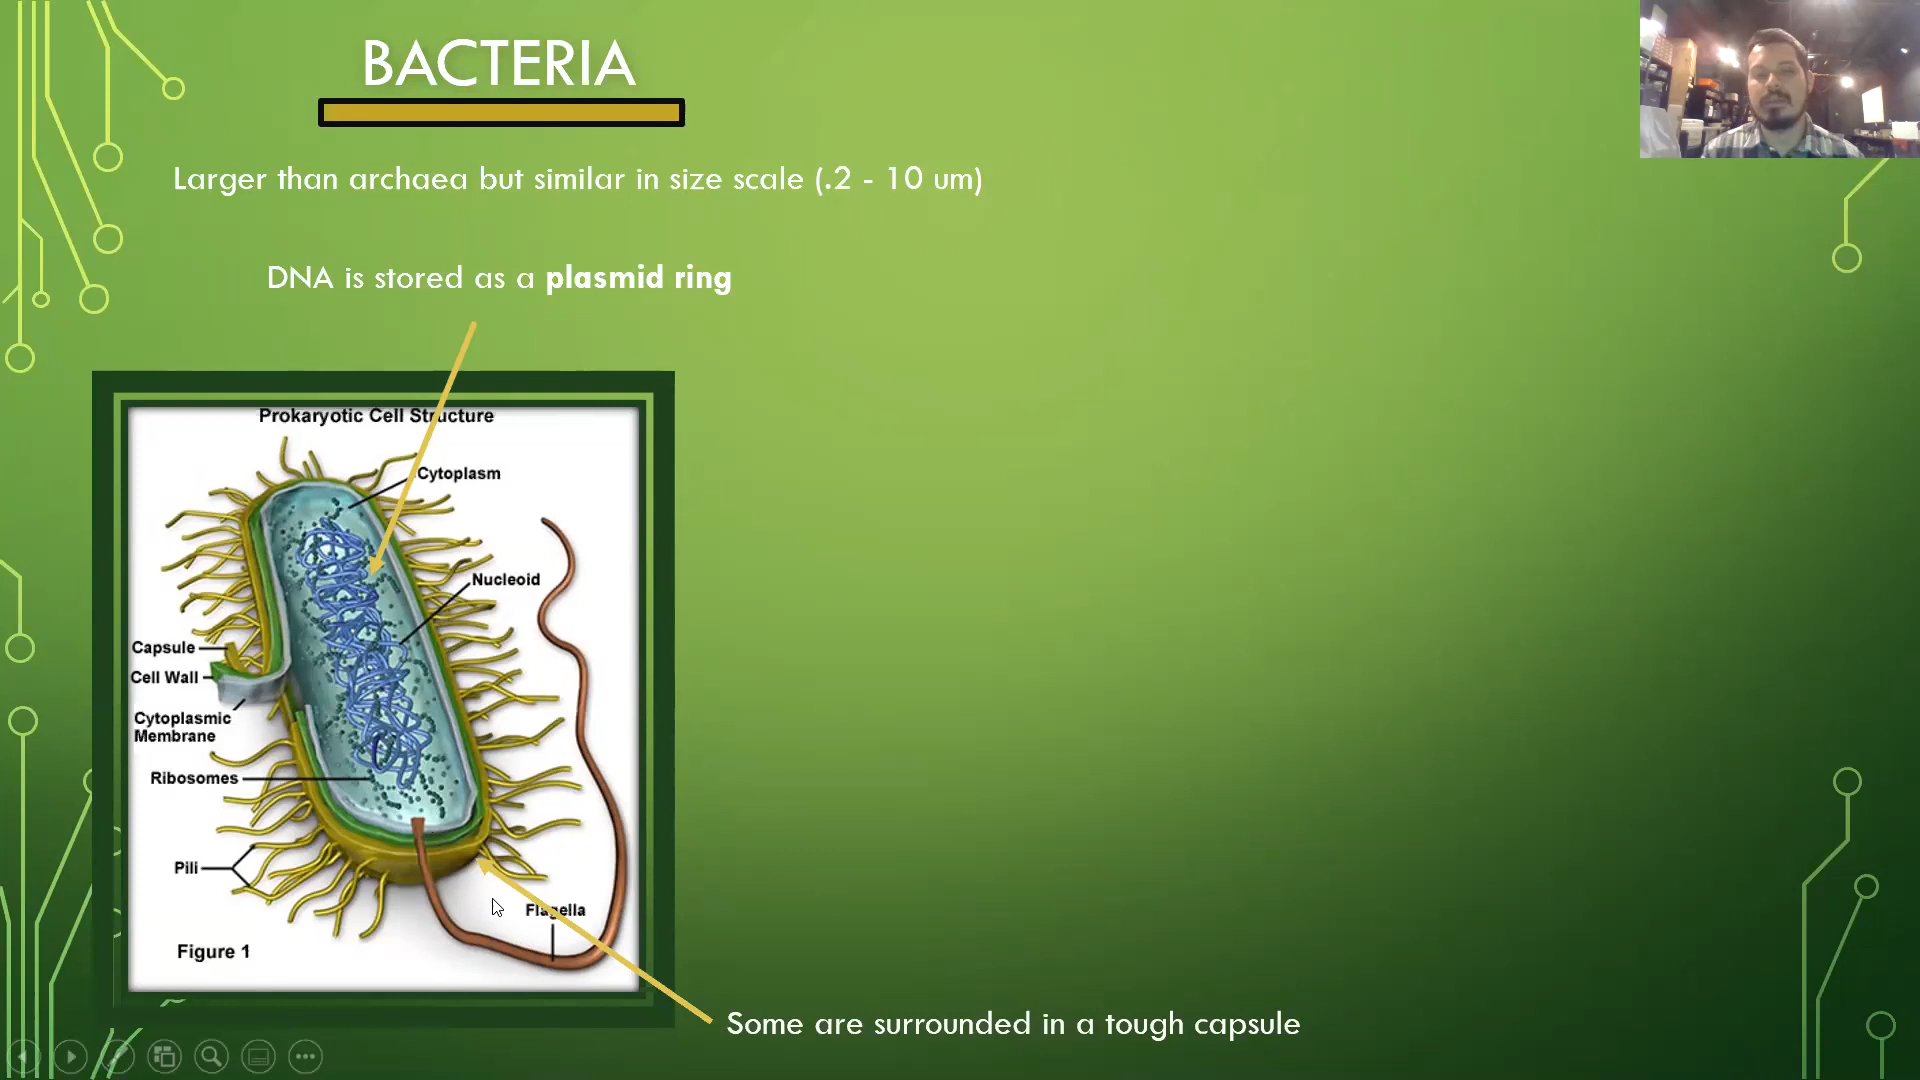 BACTERIA
Larger than archaea but similar in size scale (.2 - 10 um)
DNA is stored as a plasmid ring
Prokaryotic Cell Structure
Cytoplasm
Nucleoid
Capsule
Cell Wall
Cytoplasmic
Membrane
Ribosomes
Pili
Flagella
Figure 1
Some are surrounded in a tough capsule